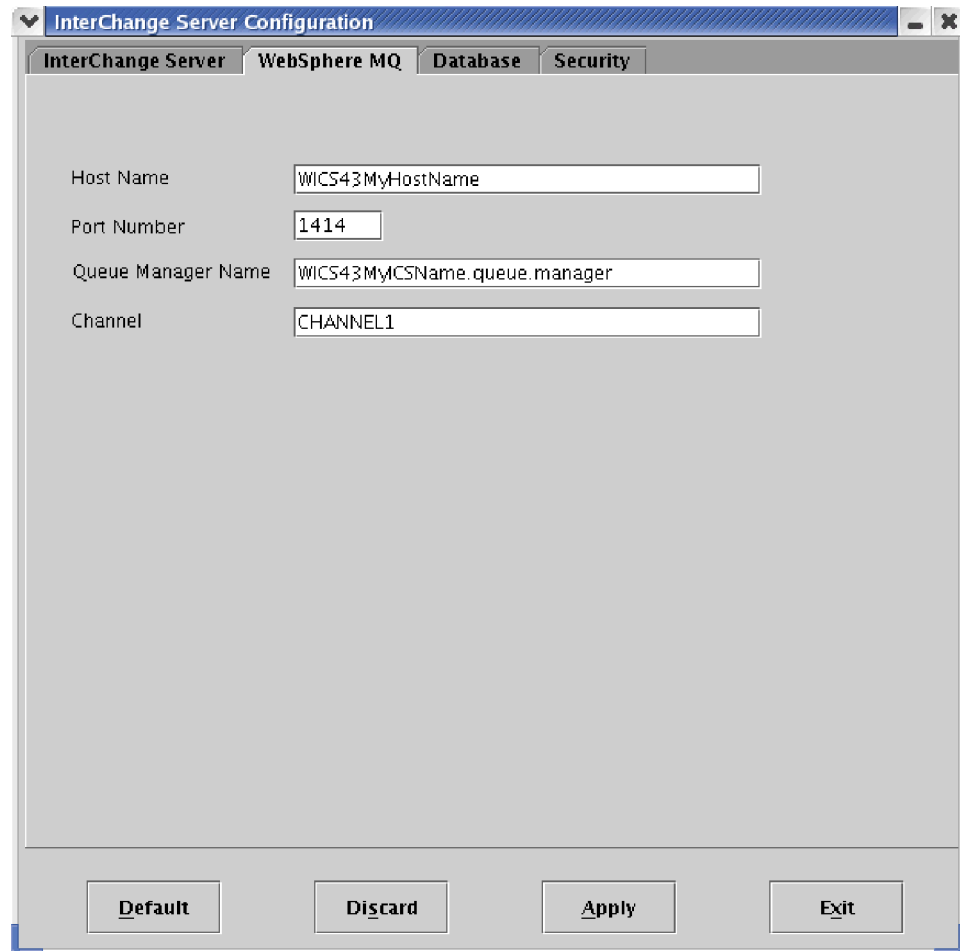 InterChange Server Configuration
InterChange Server WebSphere MQ Database Security
Host Name WICS43MyHostName
Port Number 1414
Queue Manager Name WICS43MyICSName.queue.manager
Channel CHANNEL1
Default Discard Apply Exit